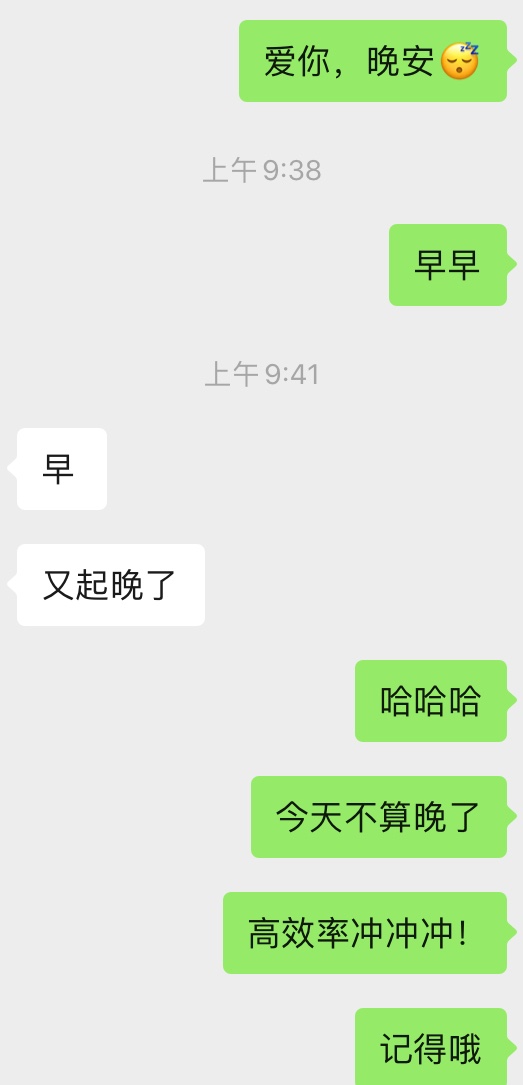 爱你，晚安😴
上午 9:38
早早
上午 9:41
早
又起晚了
哈哈哈
今天不算晚了
高效率冲冲冲！
记得哦